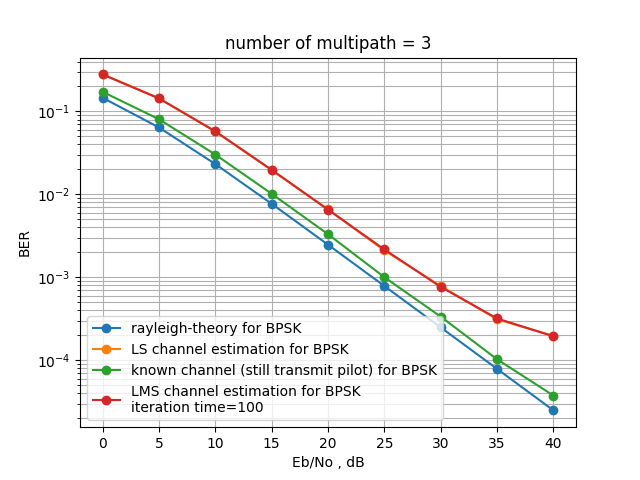 number of multipath = 3
BER
10⁻¹
10⁻²
10⁻³
10⁻⁴
rayleigh-theory for BPSK
LS channel estimation for BPSK
known channel (still transmit pilot) for BPSK
LMS channel estimation for BPSK
iteration time=100
0 5 10 15 20 25 30 35 40
Eb/No , dB